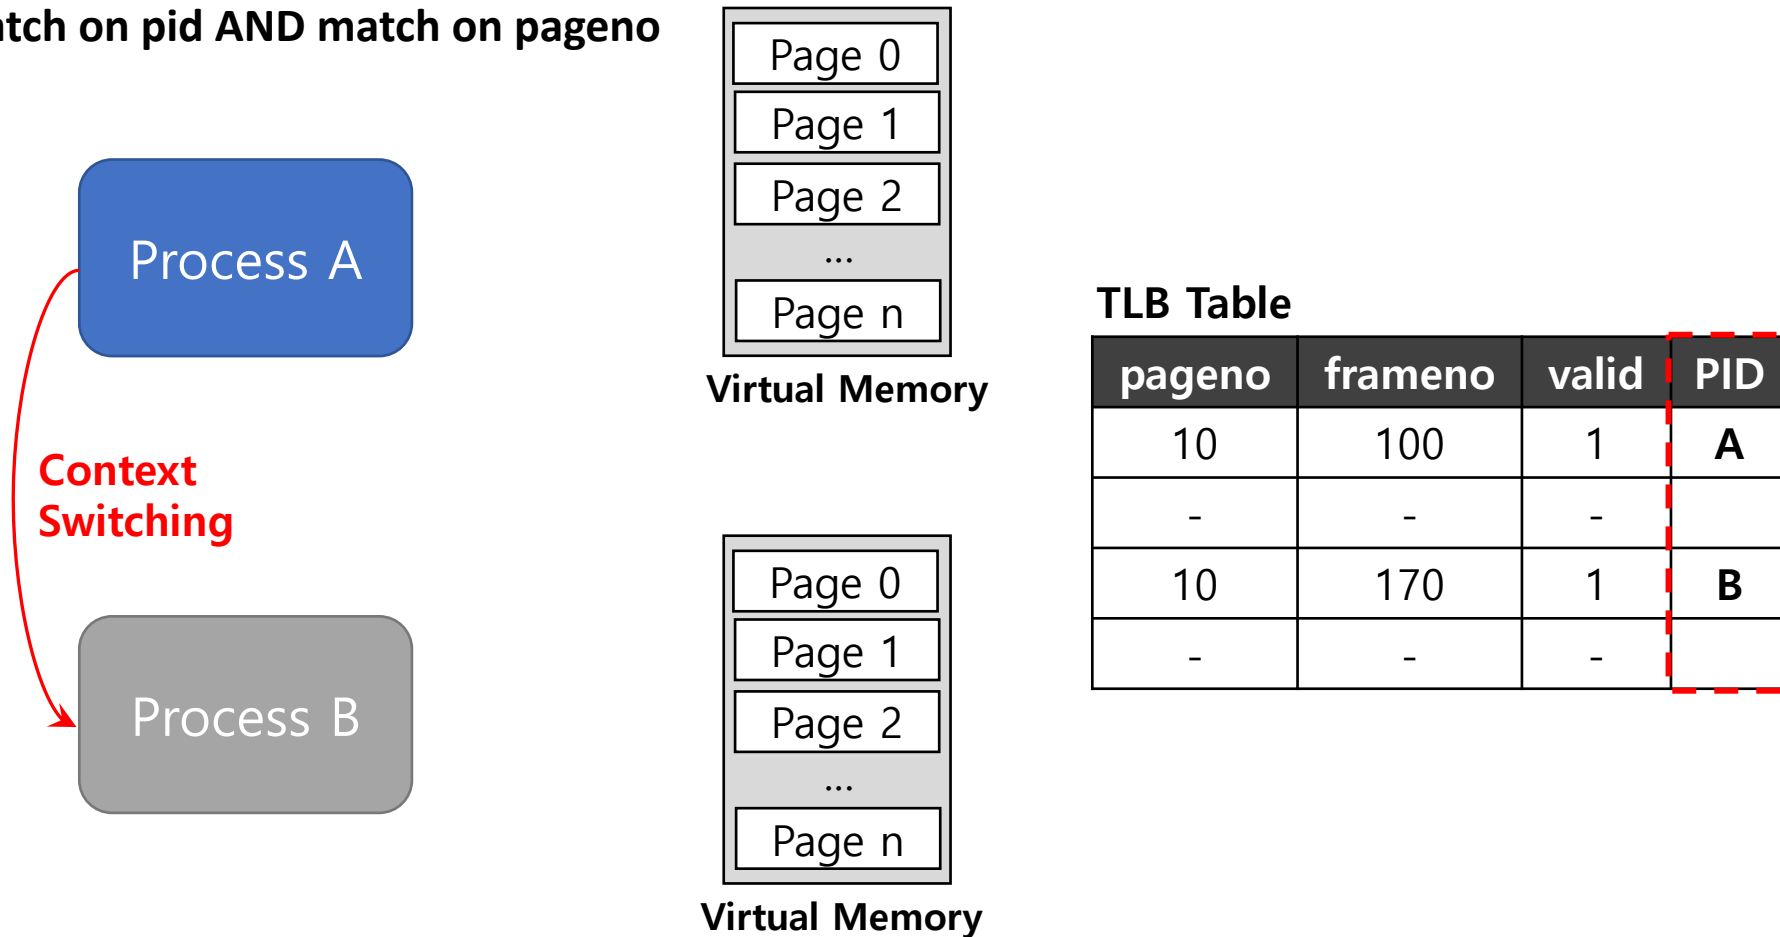 on pid AND match on pageno
Page 0
Page 1
Page 2
...
Page n
Virtual Memory
Process A
Context
Switching
Process B
Page 0
Page 1
Page 2
...
Page n
Virtual Memory
TLB Table
pageno frameno valid PID
10 100 1 A
- - -
10 170 1 B
- - -